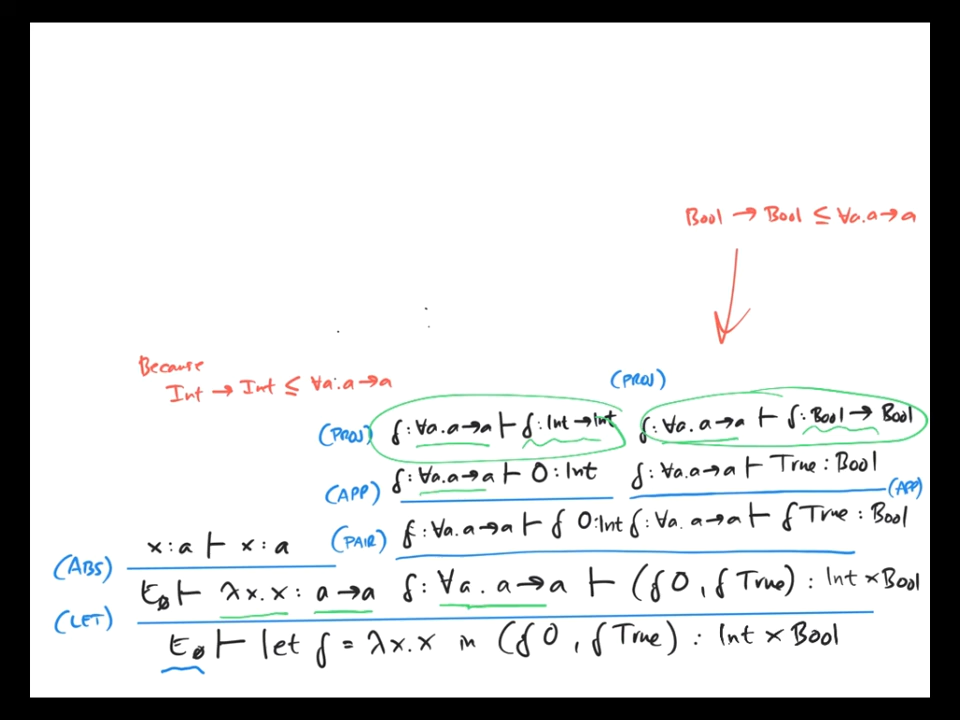 Bool → Bool ≤ ∀a.a→a
Because
Int → Int ≤ ∀a.a→a
(PROJ)
(PROJ) f : ∀a.a→a ⊢ f : Int → Int f : ∀a.a→a ⊢ f : Bool → Bool
f : ∀a.a→a ⊢ 0 : Int f : ∀a.a→a ⊢ True : Bool
(APP) (APP)
f : ∀a.a→a ⊢ f 0 : Int f : ∀a.a→a ⊢ f True : Bool
x : a ⊢ x : a (PAIR)
(ABS)
E∅ ⊢ λx.x : a→a f : ∀a.a→a ⊢ (f 0, f True) : Int × Bool
(LET)
E∅ ⊢ let f = λx.x in (f 0, f True) : Int × Bool